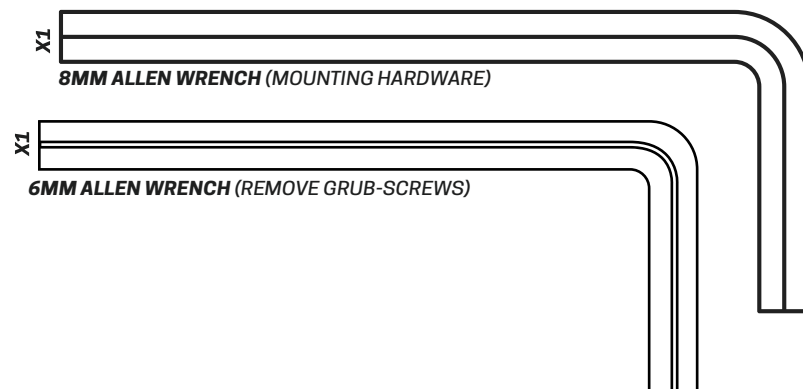 X1
8MM ALLEN WRENCH (MOUNTING HARDWARE)
X1
6MM ALLEN WRENCH (REMOVE GRUB-SCREWS)